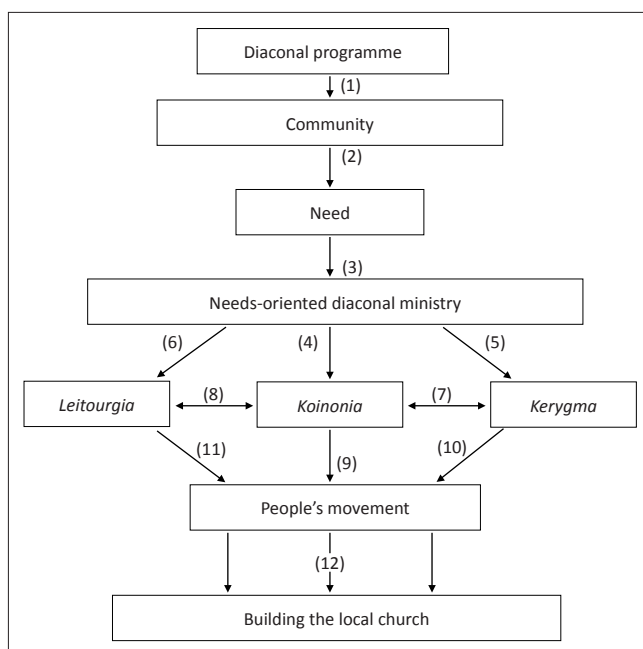 Diaconal programme
(1)
Community
(2)
Need
(3)
Needs-oriented diaconal ministry
(6) (4) (5)
Leitourgia (8) Koinonia (7) Kerygma
(11) (9) (10)
People’s movement
(12)
Building the local church